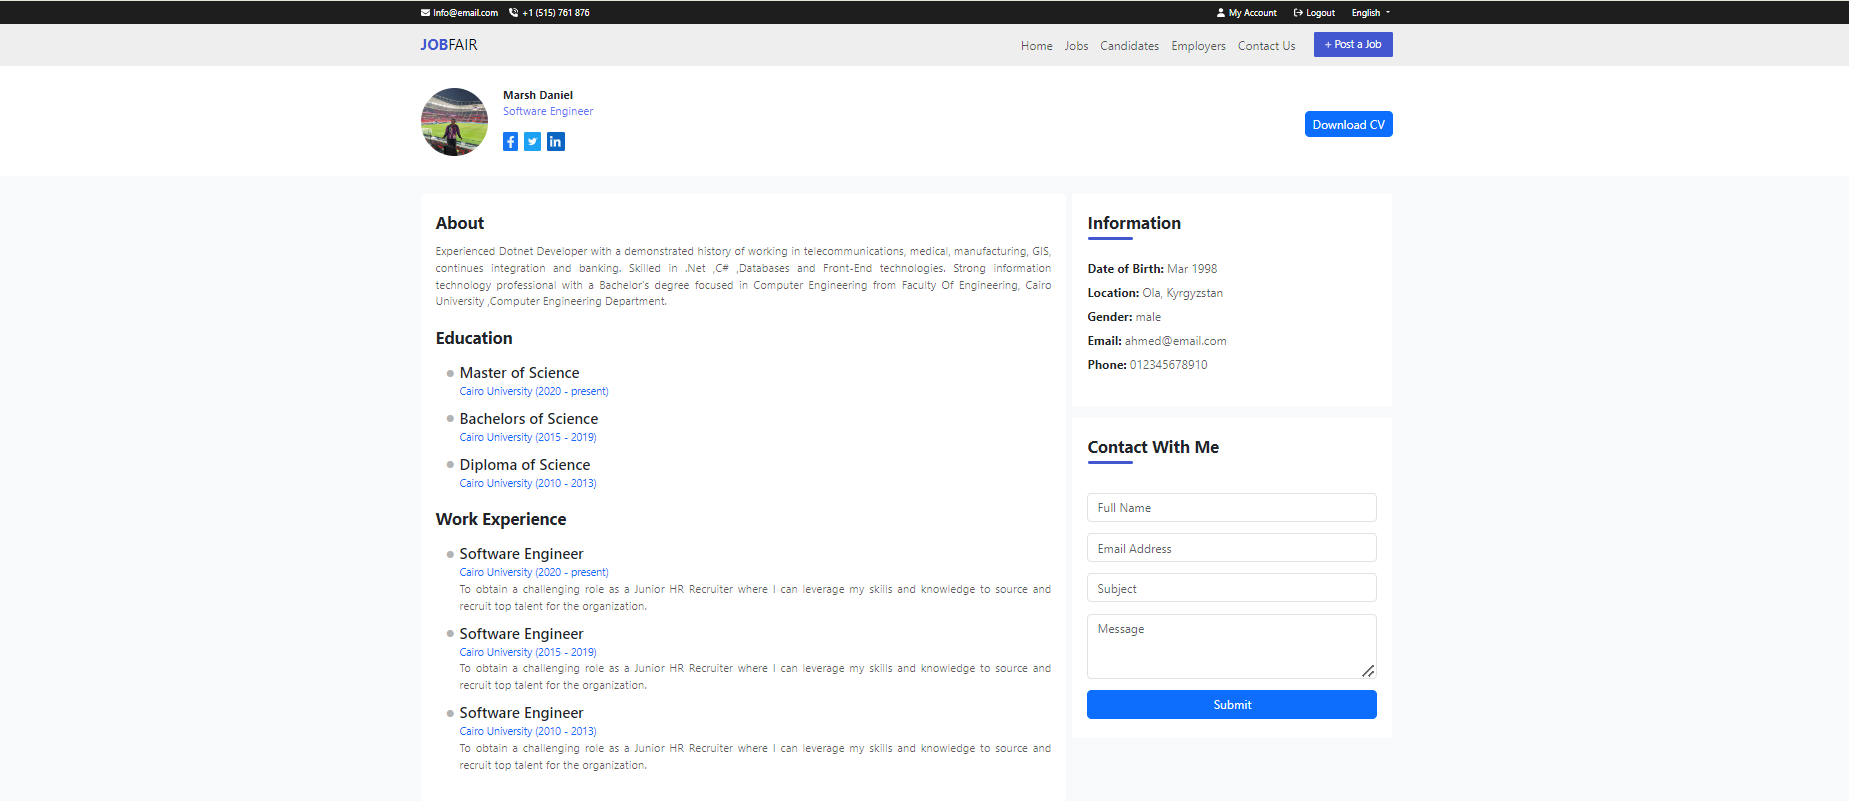 Info@email.com +1 (515) 761 876 My Account Logout English
JOBFAIR Home Jobs Candidates Employers Contact Us + Post a Job
Marsh Daniel
Software Engineer
Download CV
About
Experienced Dotnet Developer with a demonstrated history of working in telecommunications, medical, manufacturing, GIS,
continues integration and banking. Skilled in .Net ,C# ,Databases and Front-End technologies. Strong information
technology professional with a Bachelor's degree focused in Computer Engineering from Faculty Of Engineering, Cairo
University ,Computer Engineering Department.
Education
Master of Science
Cairo University (2020 - present)
Bachelors of Science
Cairo University (2015 - 2019)
Diploma of Science
Cairo University (2010 - 2013)
Work Experience
Software Engineer
Cairo University (2020 - present)
To obtain a challenging role as a Junior HR Recruiter where I can leverage my skills and knowledge to source and
recruit top talent for the organization.
Software Engineer
Cairo University (2015 - 2019)
To obtain a challenging role as a Junior HR Recruiter where I can leverage my skills and knowledge to source and
recruit top talent for the organization.
Software Engineer
Cairo University (2010 - 2013)
To obtain a challenging role as a Junior HR Recruiter where I can leverage my skills and knowledge to source and
recruit top talent for the organization.
Information
Date of Birth: Mar 1998
Location: Ola, Kyrgyzstan
Gender: male
Email: ahmed@email.com
Phone: 012345678910
Contact With Me
Full Name
Email Address
Subject
Message
Submit